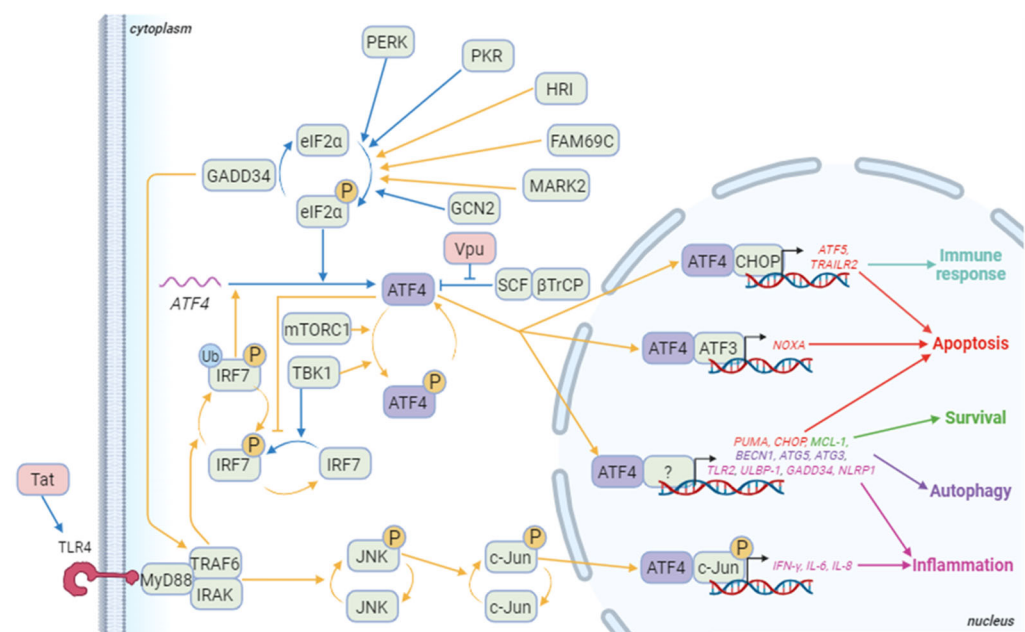 cytoplasm
PERK
PKR
HRI
eIF2α
FAM69C
GADD34
MARK2
P
eIF2α
GCN2
Vpu
ATF4
ATF4
SCF
βTrCP
mTORC1
Ub
P
IRF7
TBK1
P
ATF4
P
IRF7
IRF7
Tat
TLR4
MyD88
TRAF6
IRAK
P
JNK
JNK
P
c-Jun
c-Jun
ATF4
CHOP
ATF5,
TRAILR2
Immune
response
ATF4
ATF3
NOXA
Apoptosis
Survival
PUMA, CHOP, MCL-1,
BECN1, ATG5, ATG3,
TLR2, ULBP-1, GADD34, NLRP1
ATF4
?
Autophagy
P
ATF4
c-Jun
IFN-γ, IL-6, IL-8
Inflammation
nucleus